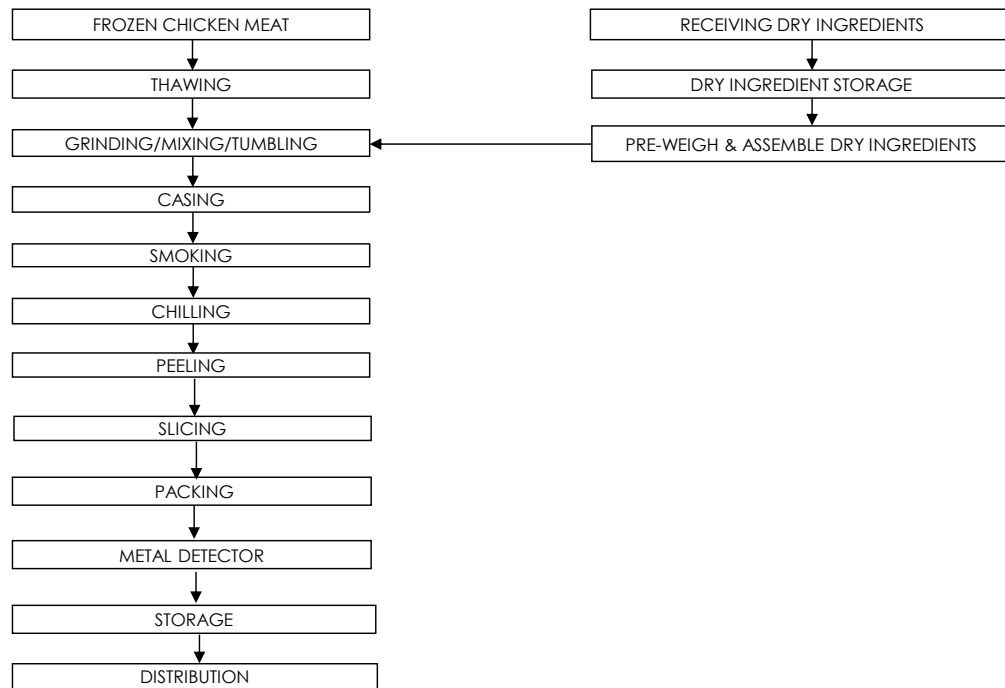 FROZEN CHICKEN MEAT
THAWING
GRINDING/MIXING/TUMBLING
CASING
SMOKING
CHILLING
PEELING
SLICING
PACKING
METAL DETECTOR
STORAGE
DISTRIBUTION
RECEIVING DRY INGREDIENTS
DRY INGREDIENT STORAGE
PRE-WEIGH & ASSEMBLE DRY INGREDIENTS